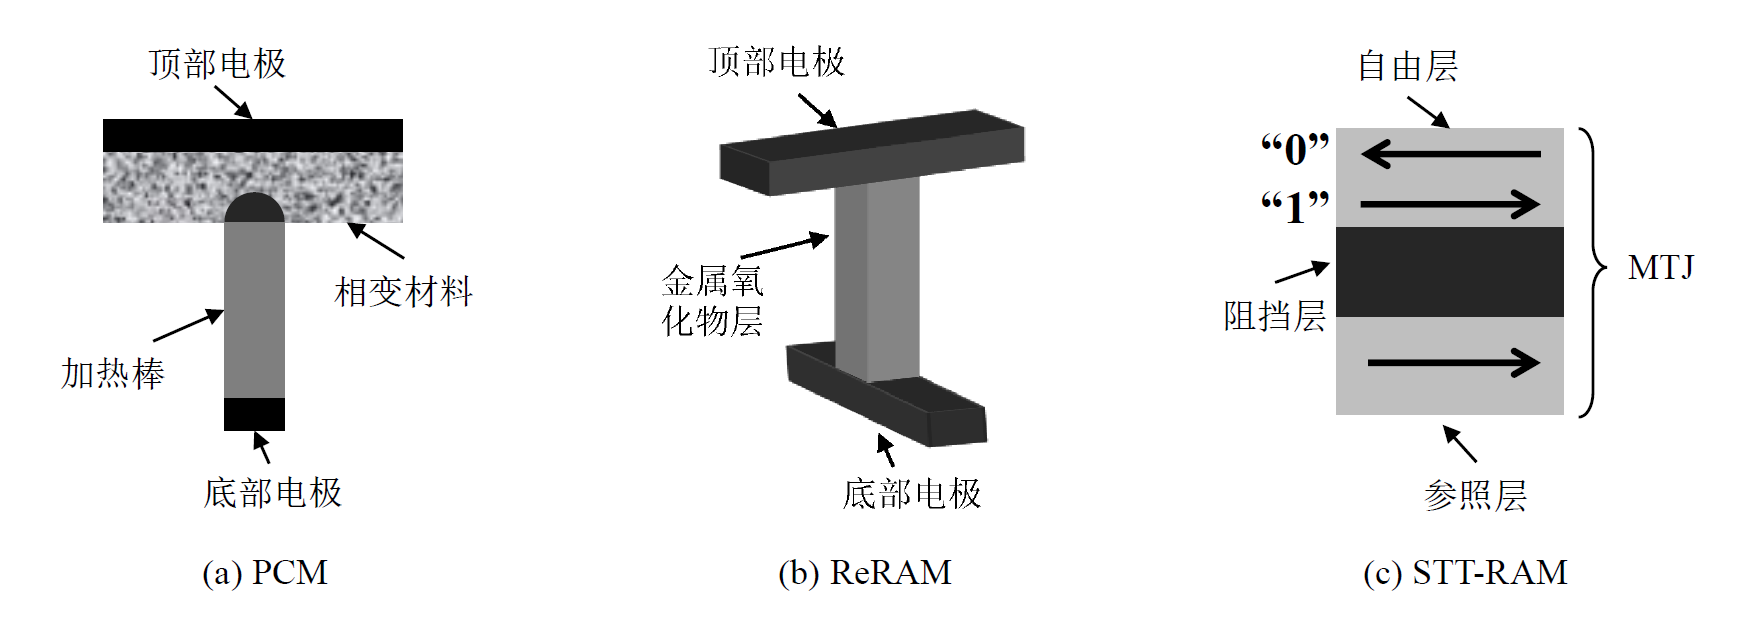 顶部电极
相变材料
加热棒
底部电极
(a) PCM
顶部电极
金属氧
化物层
底部电极
(b) ReRAM
自由层
“0”
“1”
MTJ
阻挡层
参照层
(c) STT-RAM